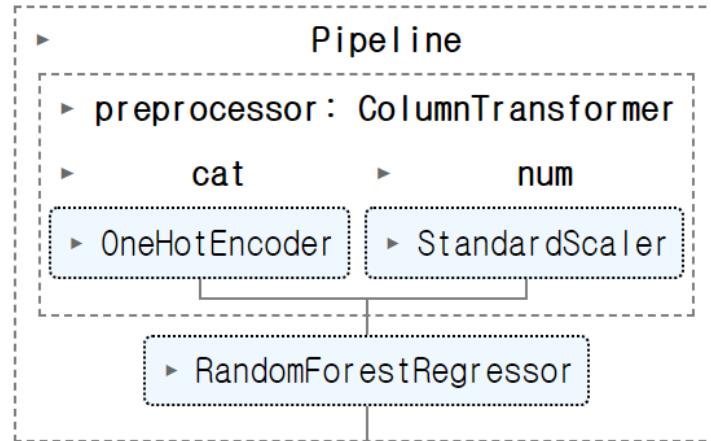 Pipeline
preprocessor: ColumnTransformer
cat num
OneHotEncoder StandardScaler
RandomForestRegressor